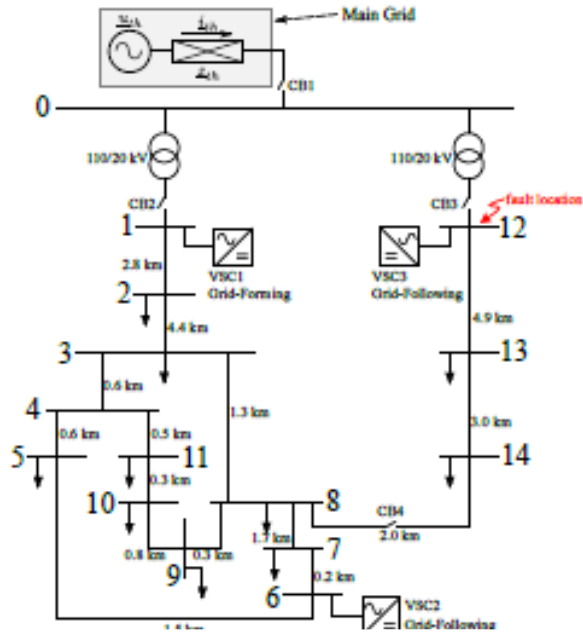 u_th
i_th
Main Grid
z_th
CB1
0
110/20 kV
110/20 kV
CB2
CB3
fault location
1
12
VSC1
Grid-Forming
VSC3
Grid-Following
2.8 km
2
4.4 km
4.9 km
3
13
0.6 km
1.3 km
4
3.0 km
0.6 km
0.5 km
5
11
14
0.3 km
10
8
CB4
2.0 km
1.7 km
0.8 km
0.3 km
7
9
0.2 km
6
VSC2
Grid-Following